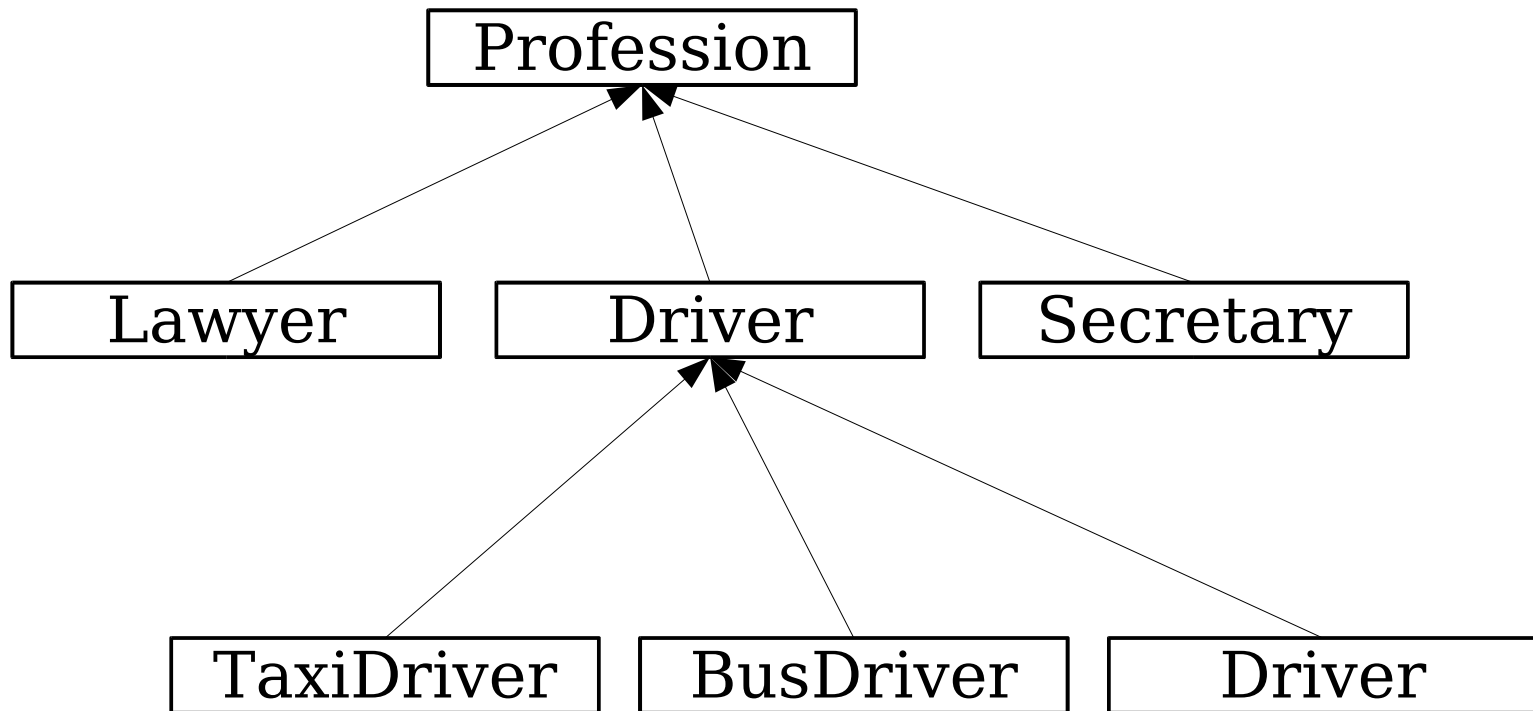 Profession
Lawyer
Driver
Secretary
TaxiDriver
BusDriver
Driver